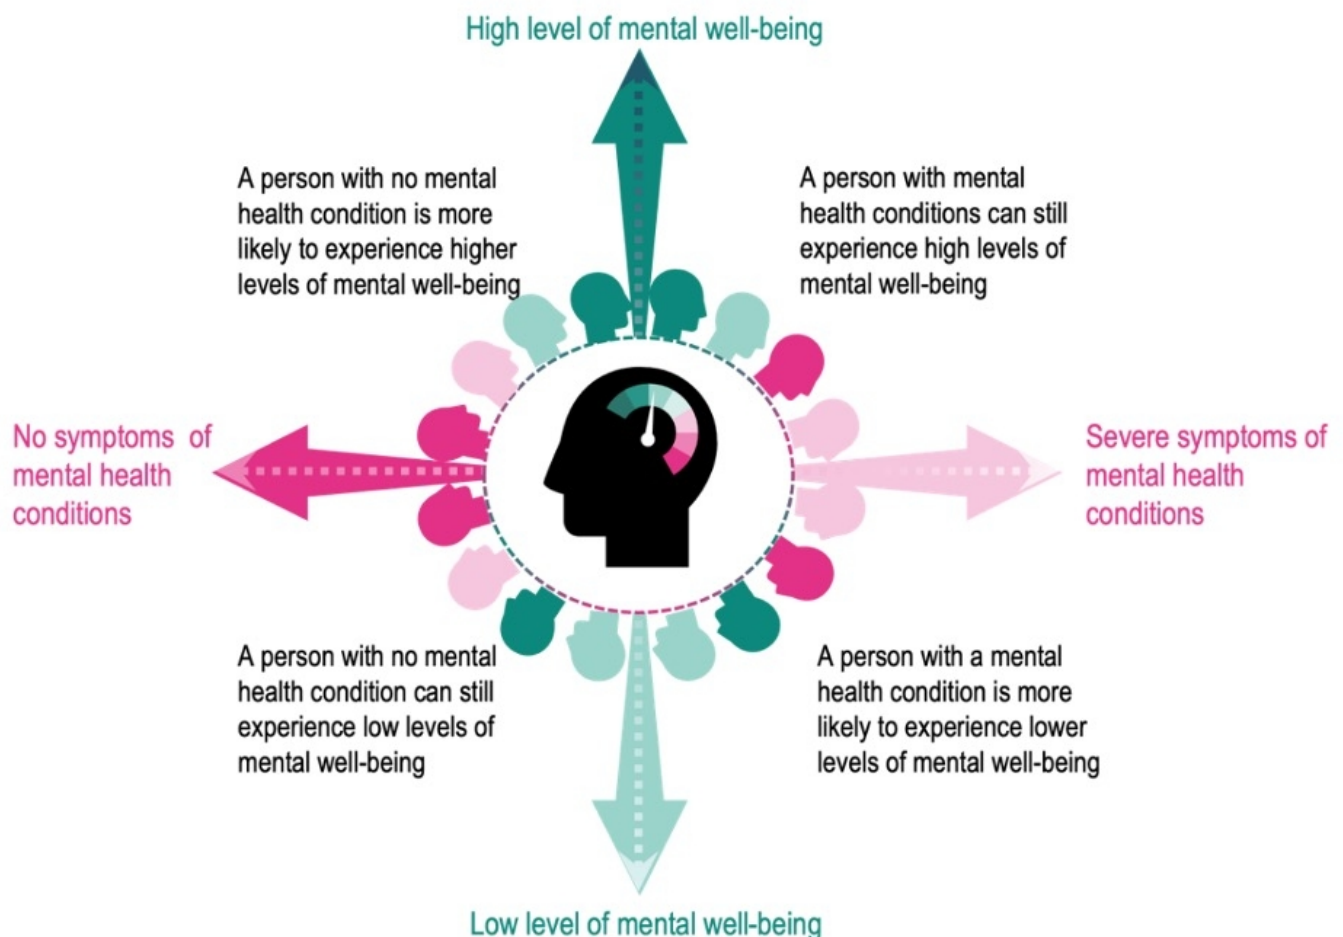 High level of mental well-being
A person with no mental
health condition is more
likely to experience higher
levels of mental well-being
A person with mental
health conditions can still
experience high levels of
mental well-being
No symptoms of
mental health
conditions
Severe symptoms of
mental health
conditions
A person with no mental
health condition can still
experience low levels of
mental well-being
A person with a mental
health condition is more
likely to experience lower
levels of mental well-being
Low level of mental well-being